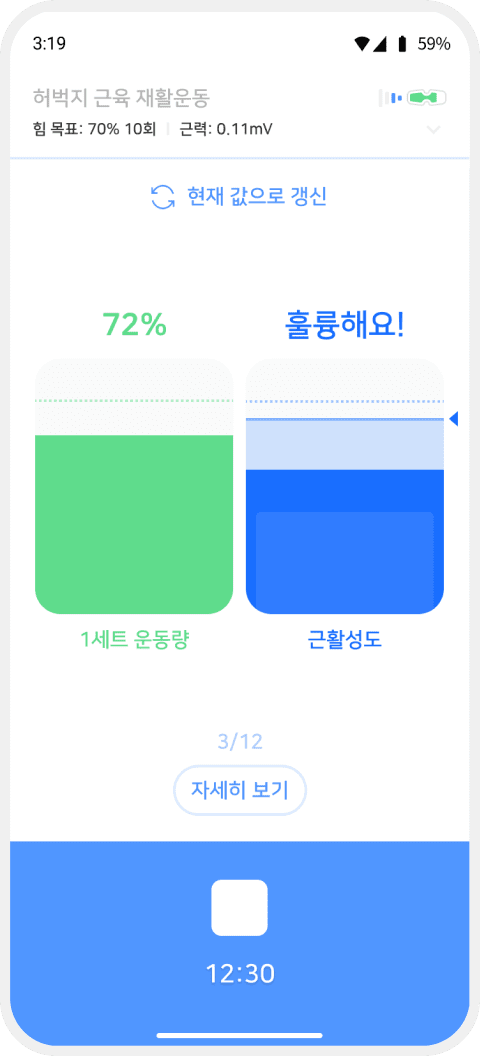 3:19 59%
허벅지 근육 재활운동
힘 목표: 70% 10회 | 근력: 0.11mV
현재 값으로 갱신
72% 훌륭해요!
1세트 운동량 근활성도
3/12
자세히 보기
12:30